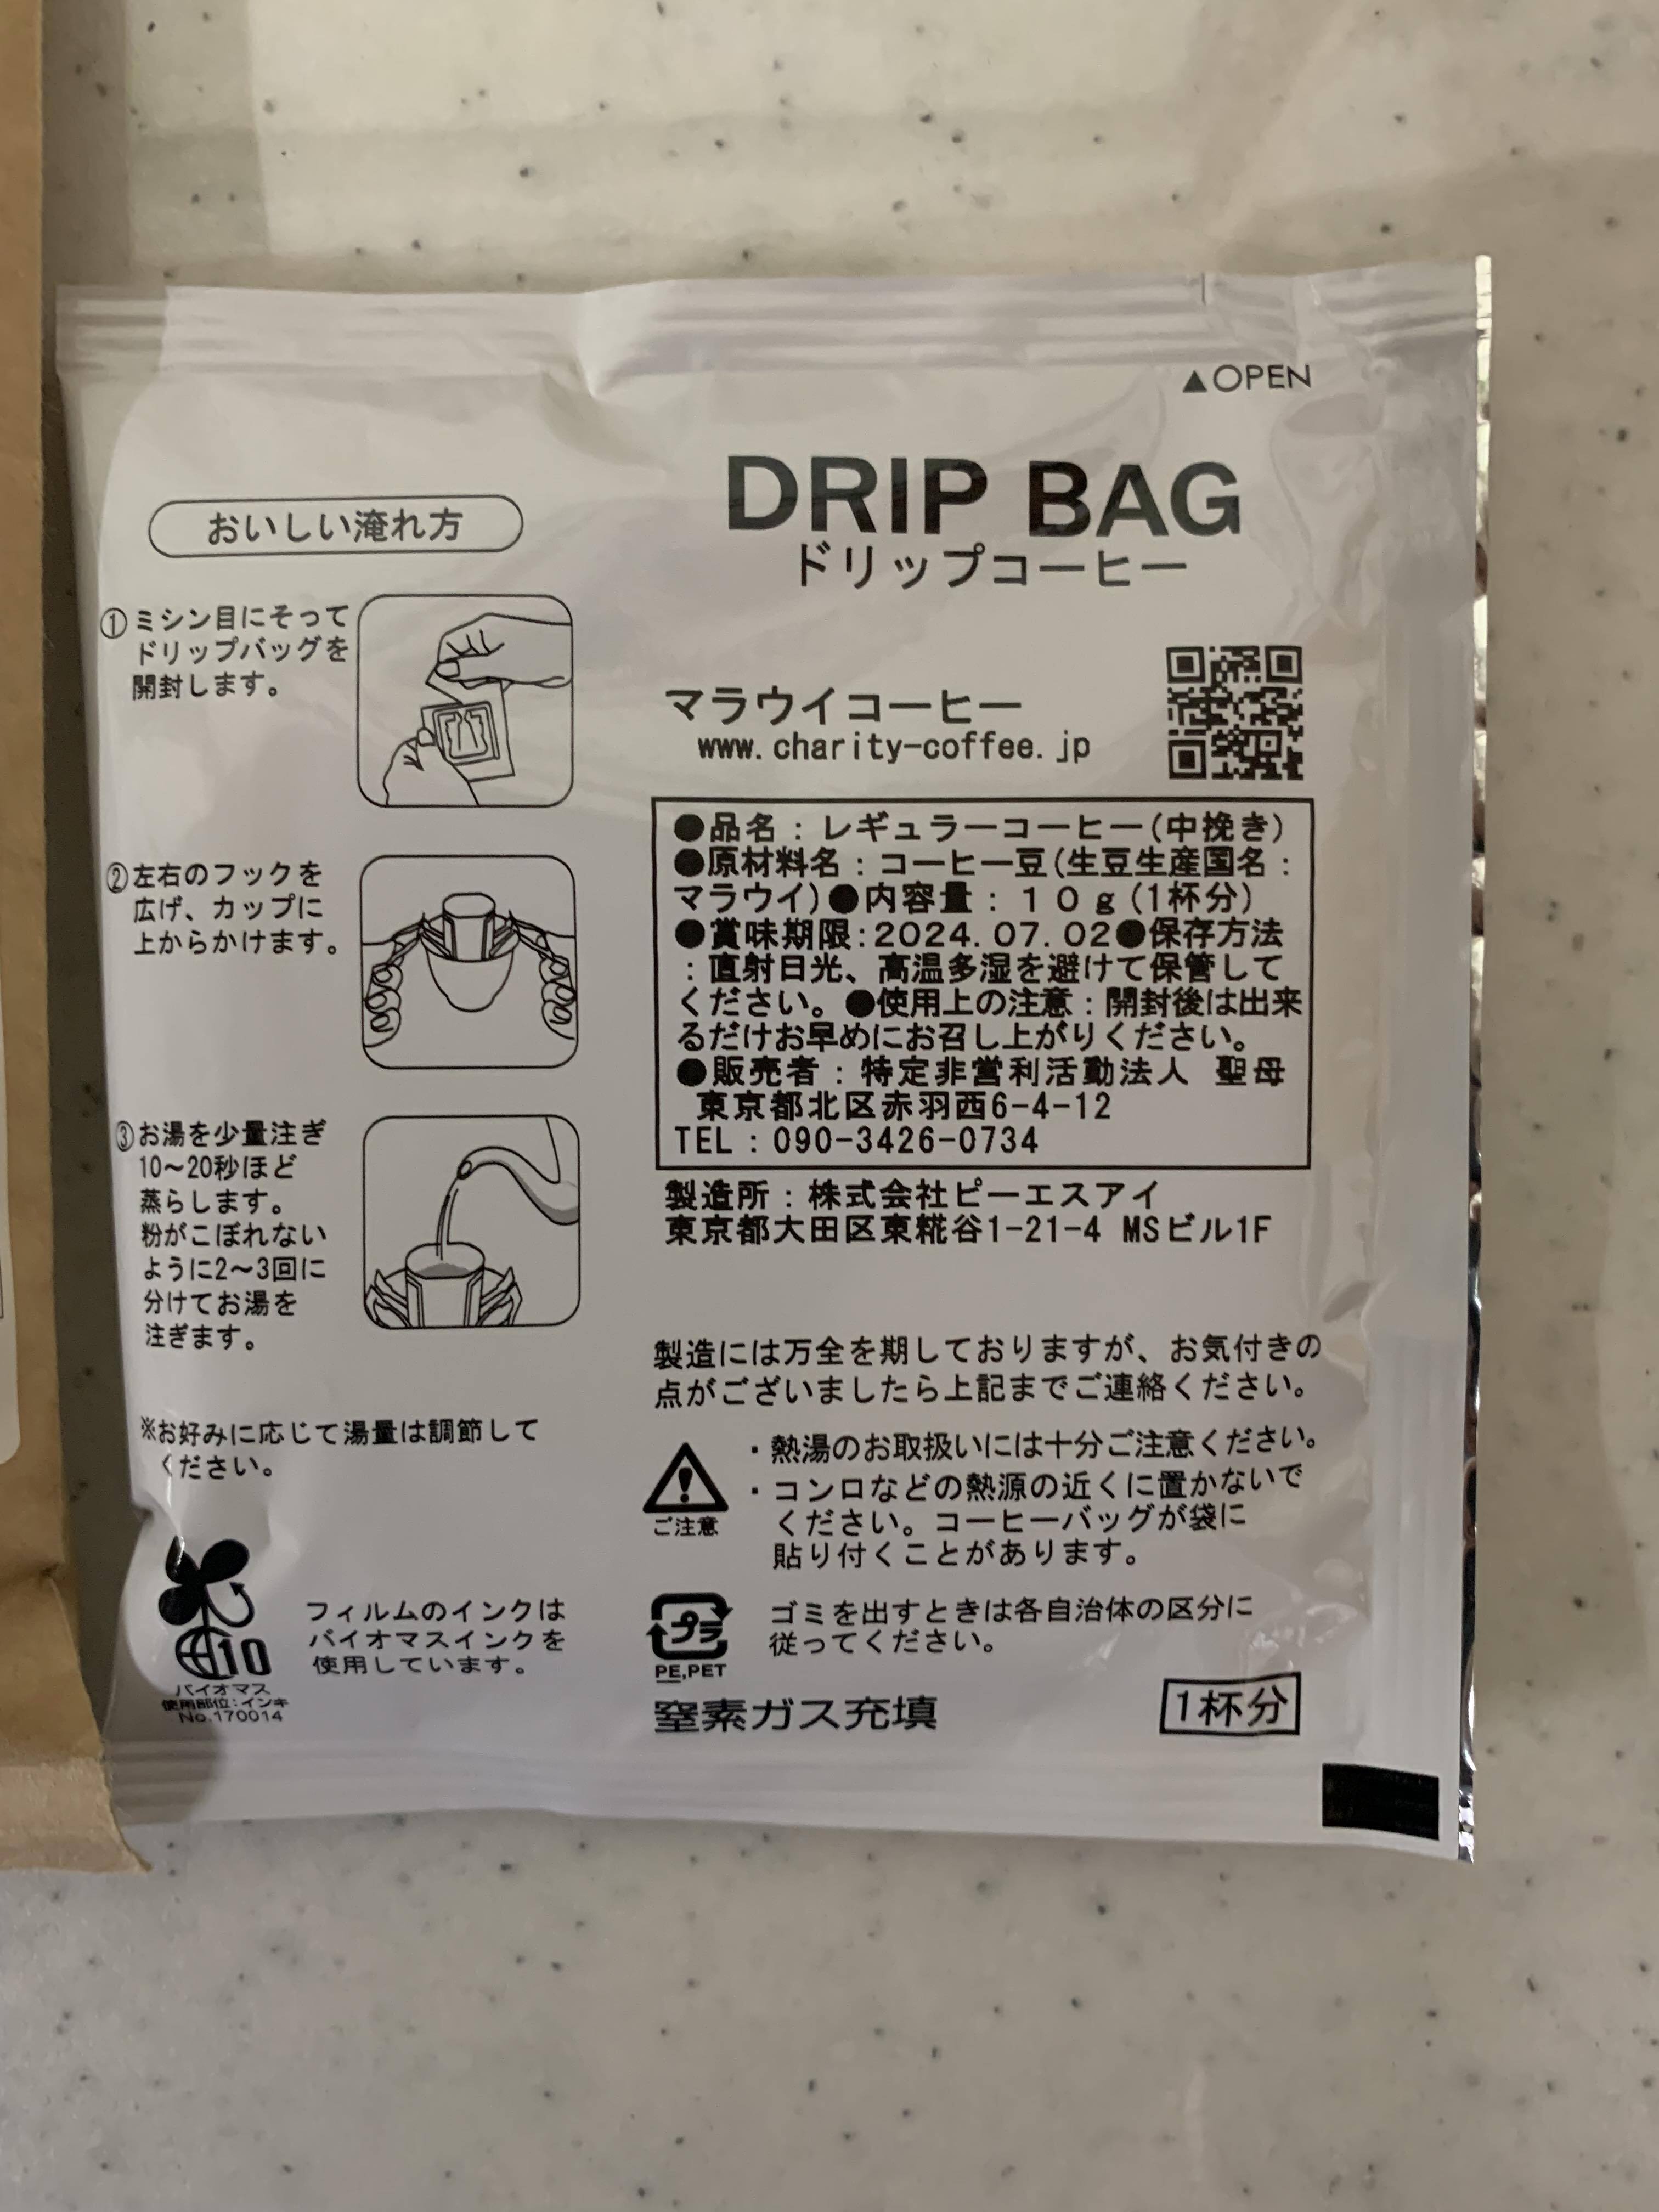 ▲OPEN
DRIP BAG
ドリップコーヒー
おいしい淹れ方
①ミシン目にそって
ドリップバッグを
開封します。
②左右のフックを
広げ、カップに
上からかけます。
③お湯を少量注ぎ
10～20秒ほど
蒸らします。
粉がこぼれない
ように2～3回に
分けてお湯を
注ぎます。
※お好みに応じて湯量は調節して
ください。
10
バイオマス
使用部位:インキ
No.170014
フィルムのインクは
バイオマスインクを
使用しています。
マラウイコーヒー
www.charity-coffee.jp
●品名：レギュラーコーヒー(中挽き)
●原材料名：コーヒー豆(生豆生産国名：
マラウイ)●内容量：１０ｇ(1杯分)
●賞味期限:2024.07.02●保存方法
：直射日光、高温多湿を避けて保管して
ください。●使用上の注意：開封後は出来
るだけお早めにお召し上がりください。
●販売者：特定非営利活動法人 聖母
東京都北区赤羽西6-4-12
TEL：090-3426-0734
製造所：株式会社ピーエスアイ
東京都大田区東糀谷1-21-4 MSビル1F
製造には万全を期しておりますが、お気付きの
点がございましたら上記までご連絡ください。
ご注意
・熱湯のお取扱いには十分ご注意ください。
・コンロなどの熱源の近くに置かないで
ください。コーヒーバッグが袋に
貼り付くことがあります。
プラ
PE,PET
ゴミを出すときは各自治体の区分に
従ってください。
窒素ガス充填
1杯分